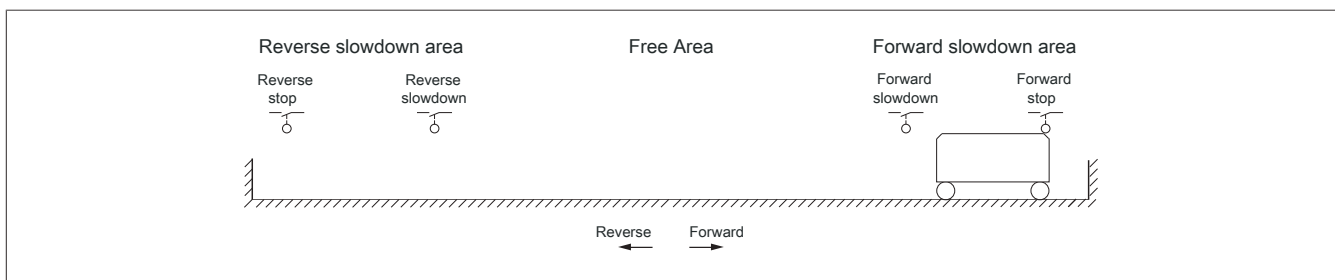 Reverse slowdown area
Free Area
Forward slowdown area
Reverse
stop
Reverse
slowdown
Forward
slowdown
Forward
stop
Reverse
Forward